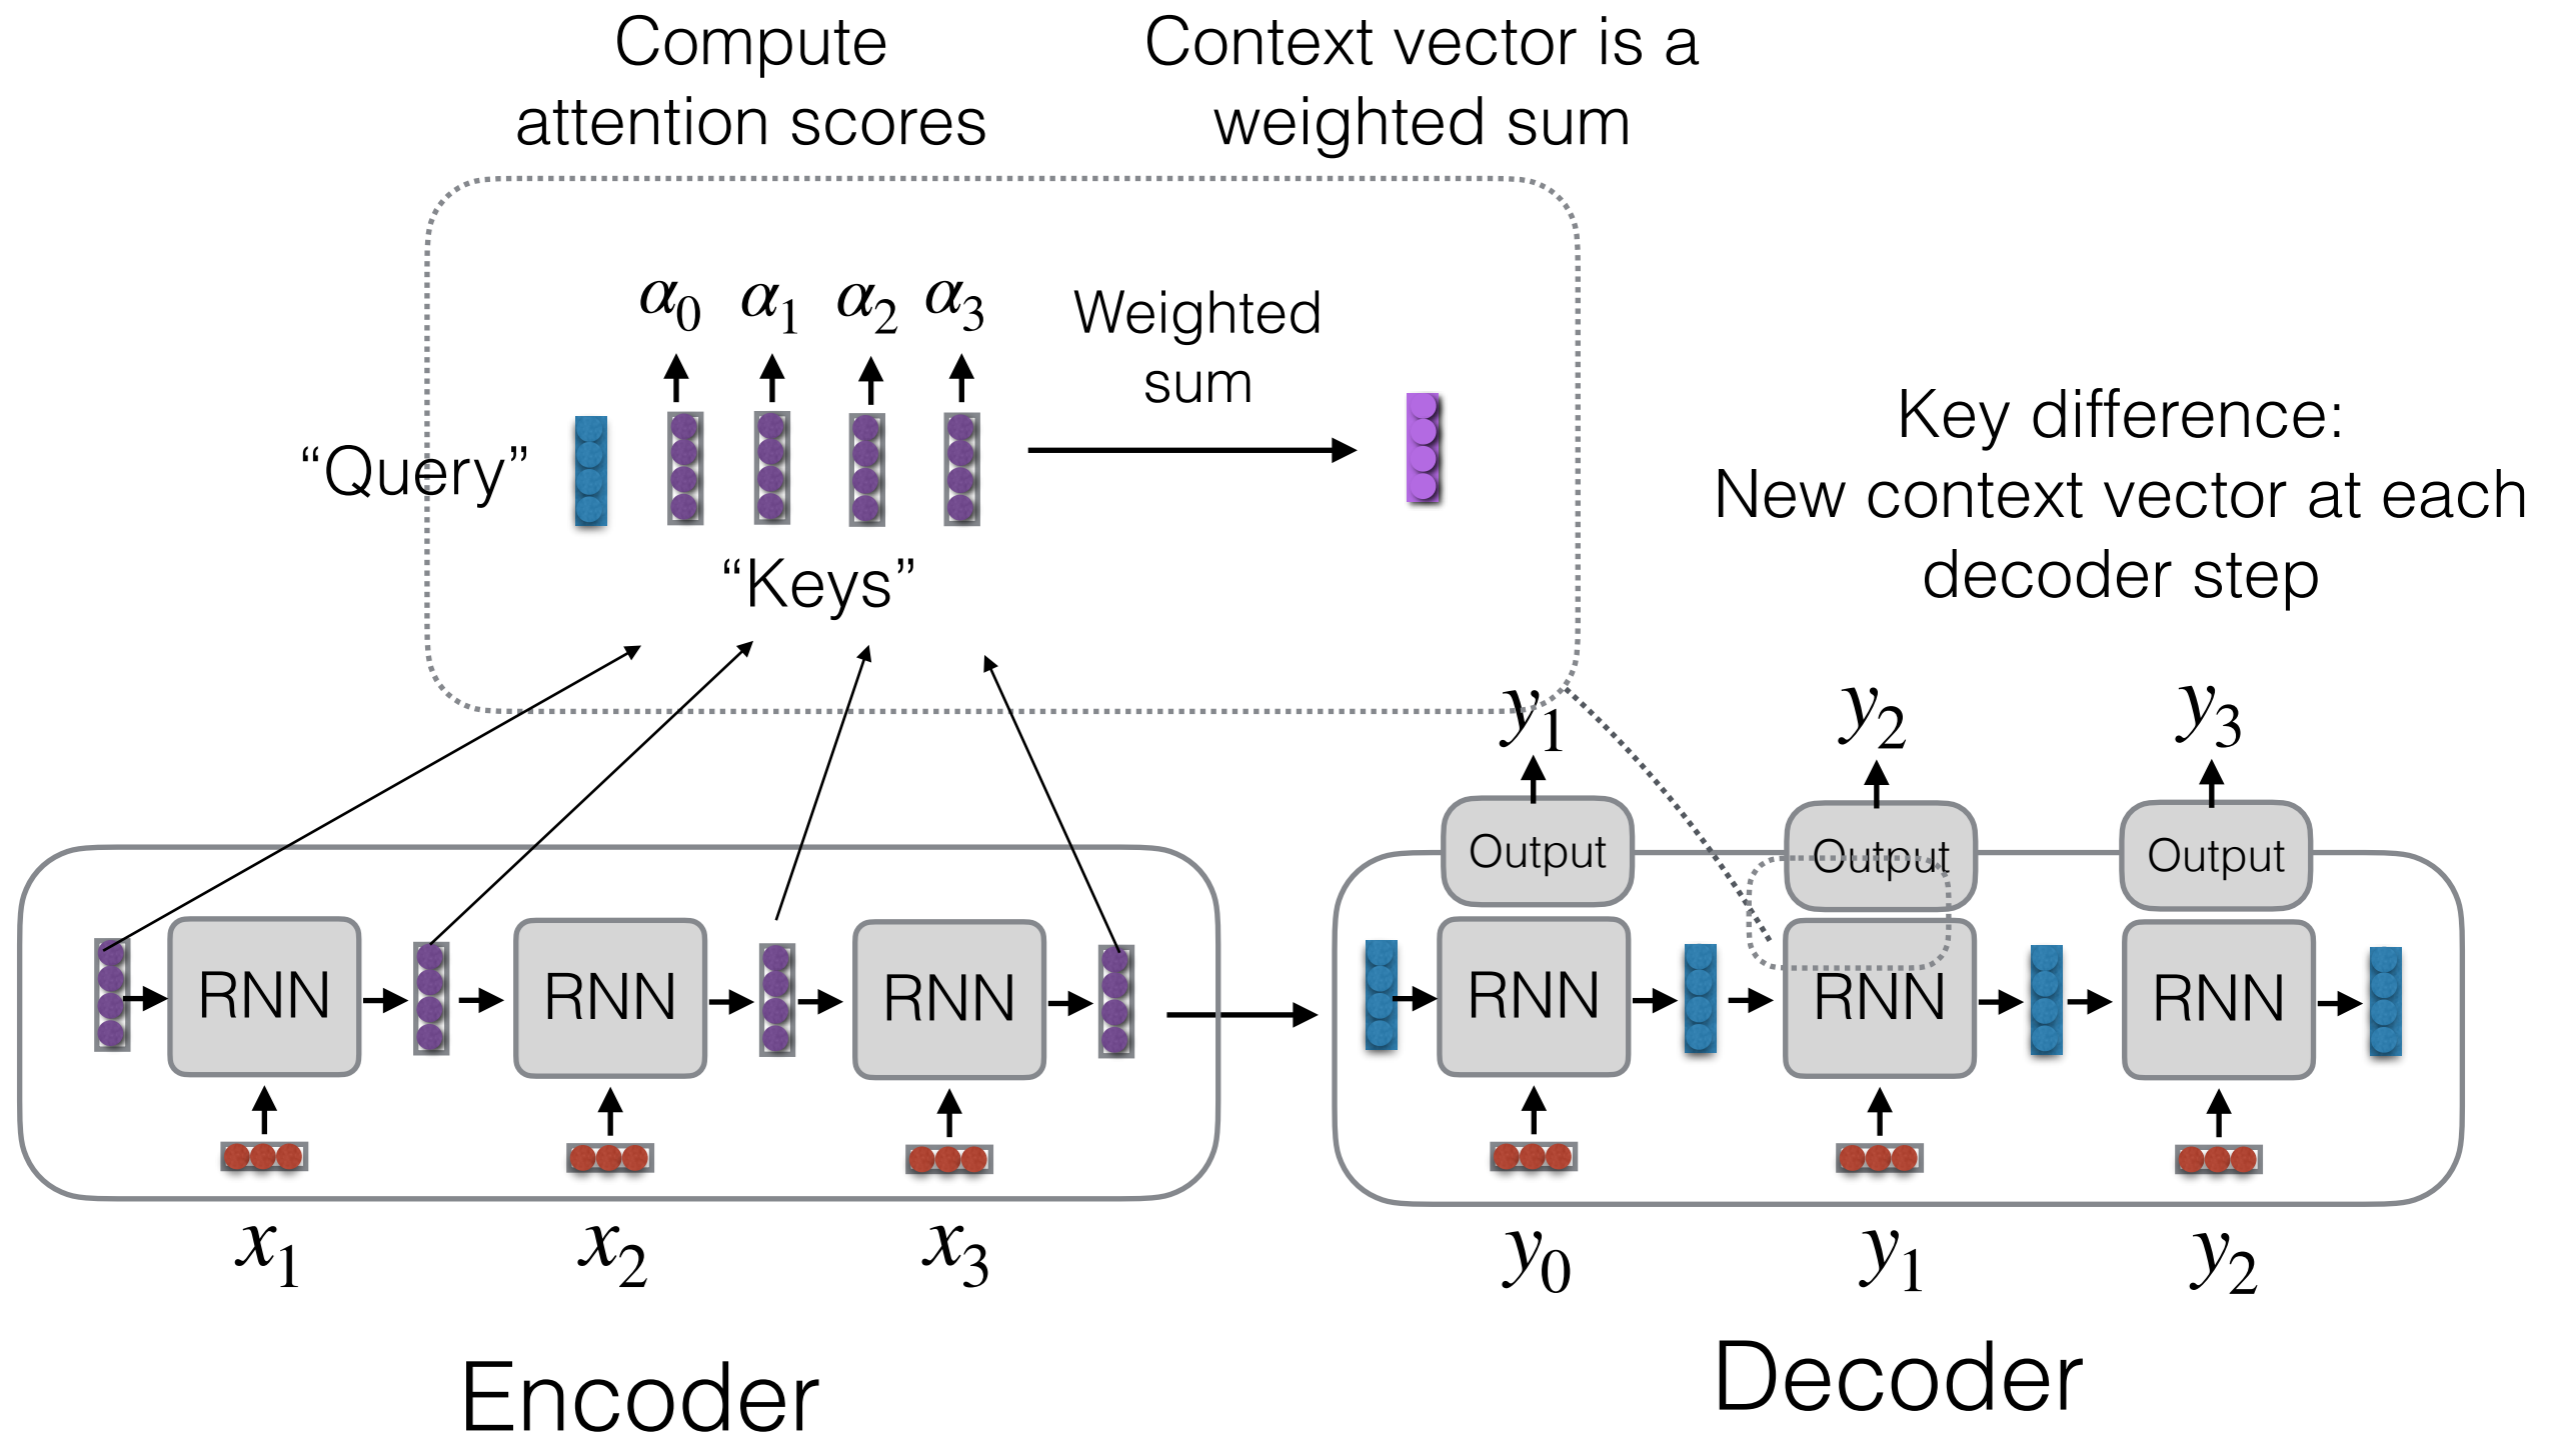 Compute
attention scores
Context vector is a
weighted sum
α0 α1 α2 α3
Weighted
sum
“Query”
“Keys”
Key difference:
New context vector at each
decoder step
y1 y2 y3
Output Output Output
RNN RNN RNN RNN RNN RNN
x1 x2 x3 y0 y1 y2
Encoder
Decoder